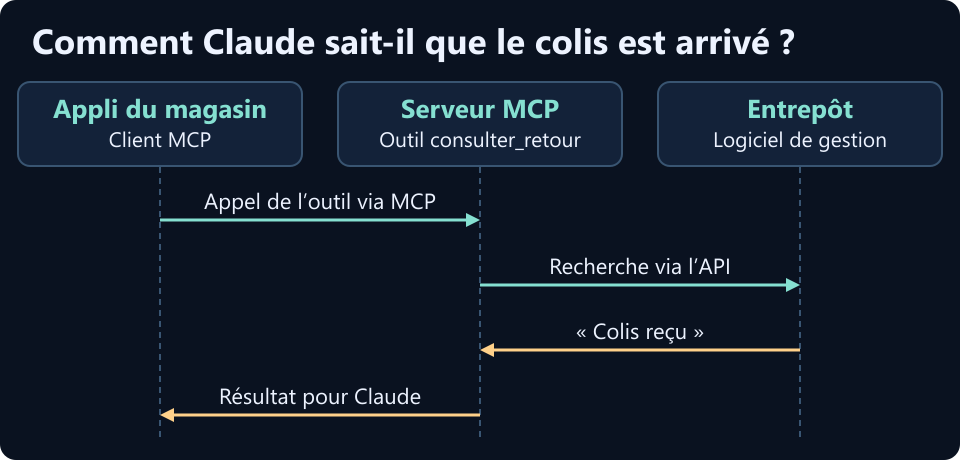 Comment Claude sait-il que le colis est arrivé ?
Appli du magasin
Client MCP
Serveur MCP
Outil consulter_retour
Entrepôt
Logiciel de gestion
Appel de l’outil via MCP
Recherche via l’API
« Colis reçu »
Résultat pour Claude